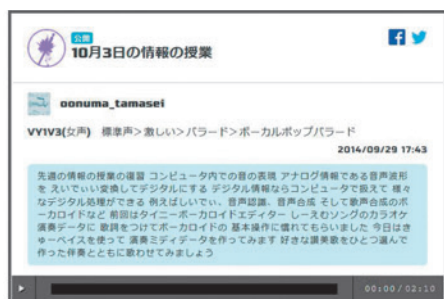 公開
10月3日の情報の授業
oonuma_tamasei
VY1V3(女声) 標準声>激しい>バラード>ボーカルポップバラード
2014/09/29 17:43
先週の情報の授業の復習 コンピュータ内での音の表現 アナログ情報である音声波形
を えいでぃい変換してデジタルにする デジタル情報ならコンピュータで扱えて 様々
なデジタル処理ができる 例えばしぃでぃ、音声認識、音声合成 そして歌声合成のボ
ーカロイドなど 前回はタイニーボーカロイドエディター しーえむソングのカラオケ
演奏データに 歌詞をつけてボーカロイドの 基本操作に慣れてもらいました 今日はき
ゅーベイスを使って 演奏ミディデータを作ってみます 好きな讃美歌をひとつ選んで
作った伴奏とともに歌わせてみましょう
00:00/02:10